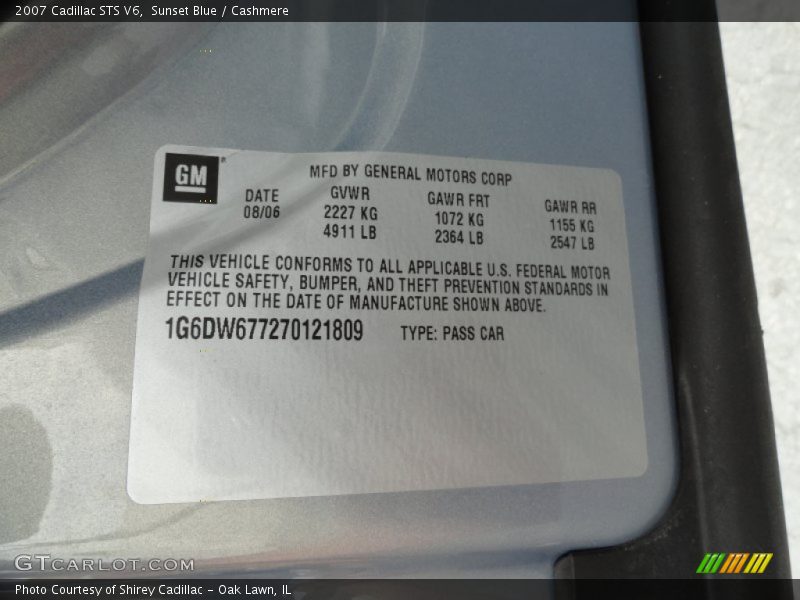 2007 Cadillac STS V6,  Sunset Blue / Cashmere
GM
MFD BY GENERAL MOTORS CORP
DATE GVWR GAWR FRT GAWR RR
08/06 2227 KG 1072 KG 1155 KG
4911 LB 2364 LB 2547 LB
THIS VEHICLE CONFORMS TO ALL APPLICABLE U.S. FEDERAL MOTOR
VEHICLE SAFETY, BUMPER, AND THEFT PREVENTION STANDARDS IN
EFFECT ON THE DATE OF MANUFACTURE SHOWN ABOVE.
1G6DW677270121809 TYPE: PASS CAR
GTCARLOT.COM
Photo Courtesy of Shirey Cadillac - Oak Lawn, IL